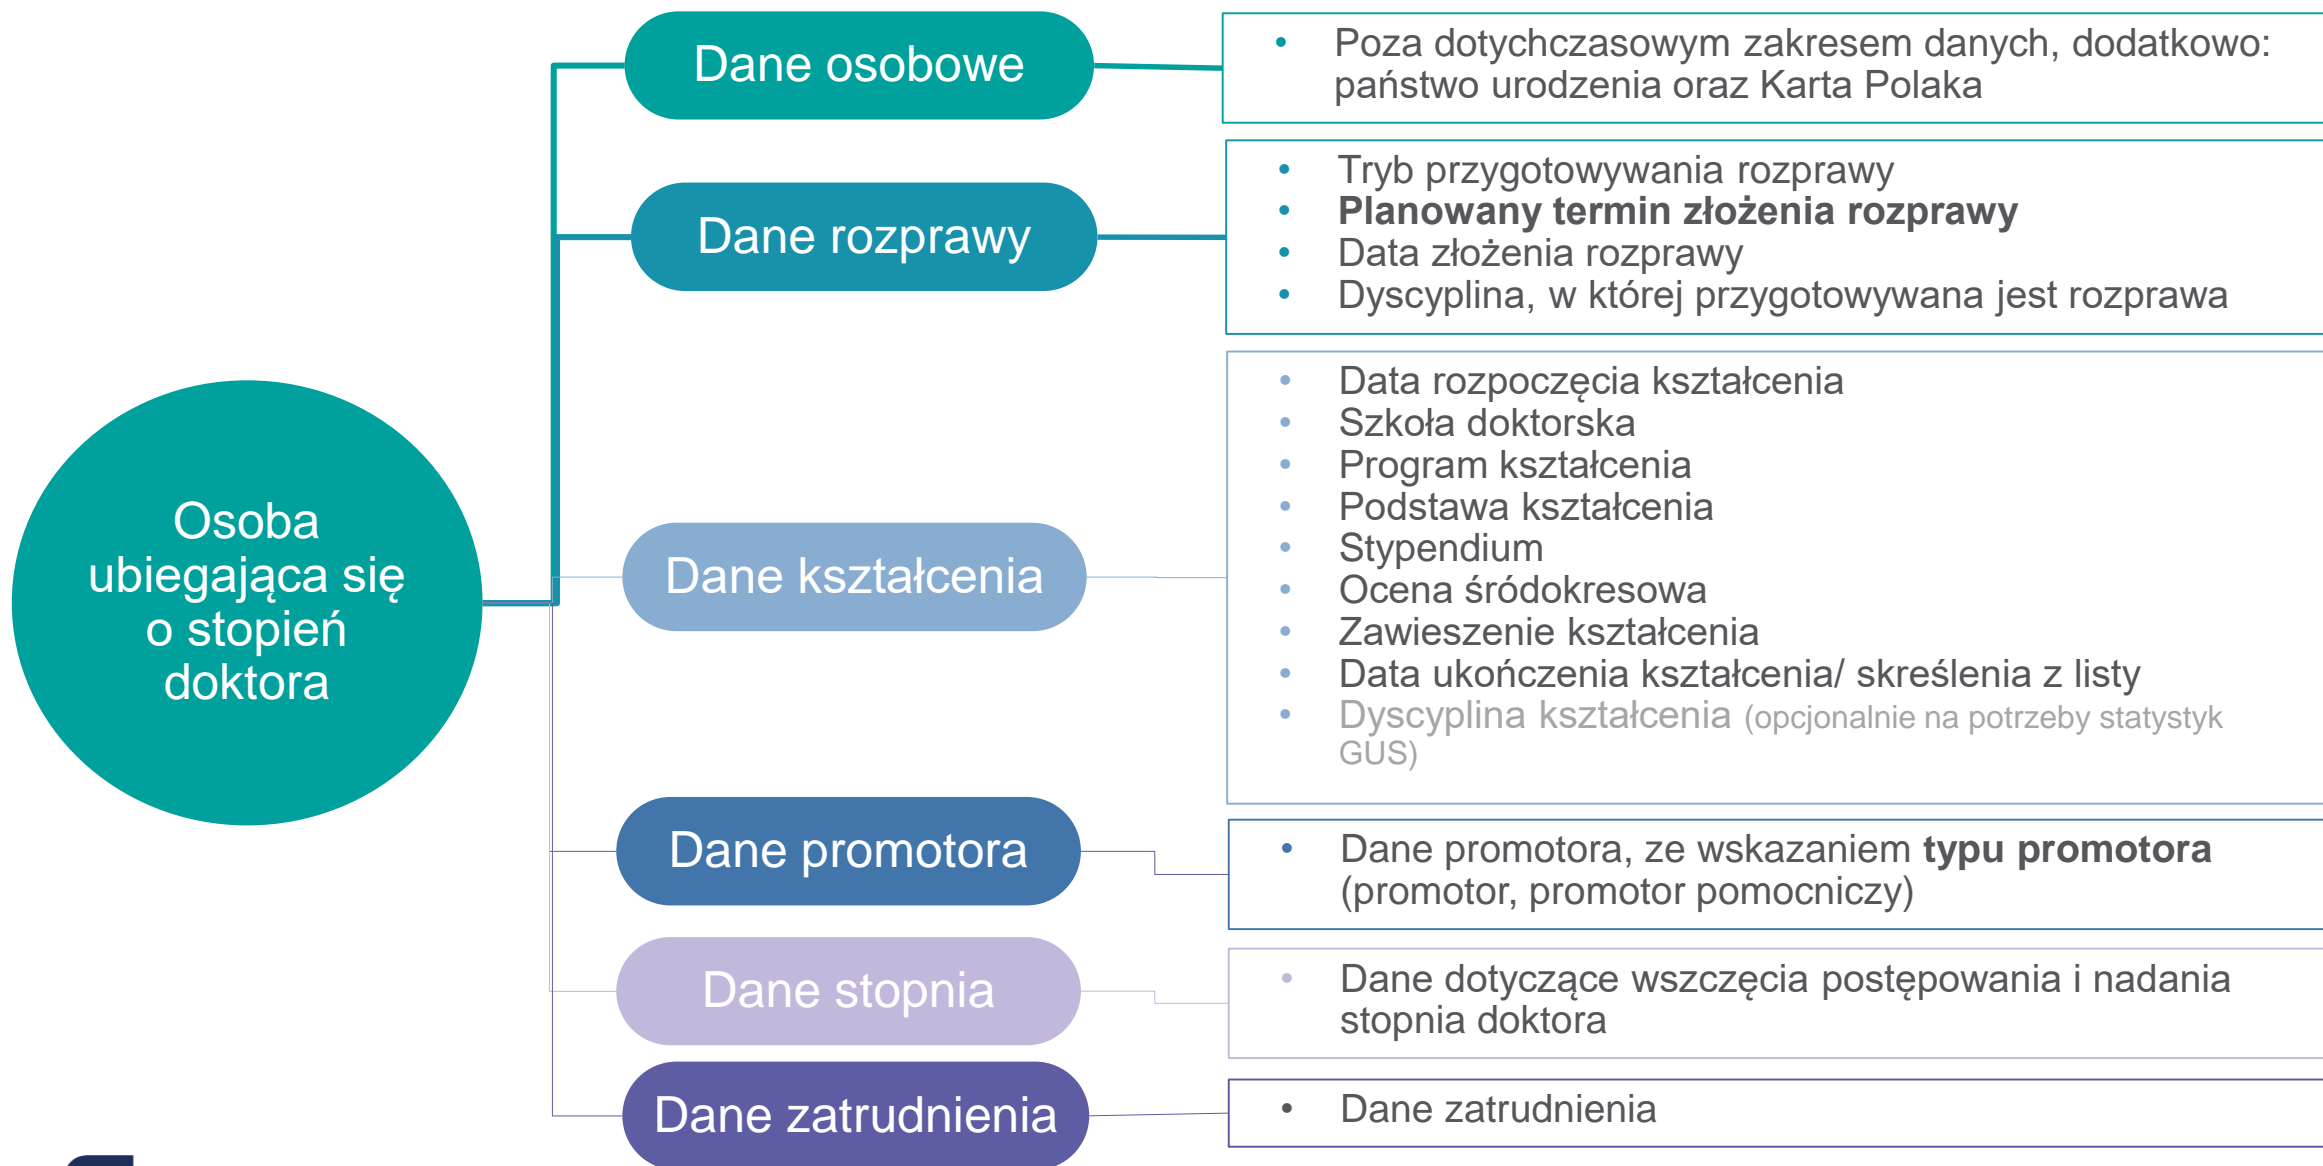 Dane osobowe
• Poza dotychczasowym zakresem danych, dodatkowo:
państwo urodzenia oraz Karta Polaka
Dane rozprawy
• Tryb przygotowywania rozprawy
• Planowany termin złożenia rozprawy
• Data złożenia rozprawy
• Dyscyplina, w której przygotowywana jest rozprawa
Osoba
ubiegająca się
o stopień
doktora
Dane kształcenia
• Data rozpoczęcia kształcenia
• Szkoła doktorska
• Program kształcenia
• Podstawa kształcenia
• Stypendium
• Ocena śródokresowa
• Zawieszenie kształcenia
• Data ukończenia kształcenia/ skreślenia z listy
• Dyscyplina kształcenia (opcjonalnie na potrzeby statystyk
GUS)
Dane promotora
• Dane promotora, ze wskazaniem typu promotora
(promotor, promotor pomocniczy)
Dane stopnia
• Dane dotyczące wszczęcia postępowania i nadania
stopnia doktora
Dane zatrudnienia
• Dane zatrudnienia